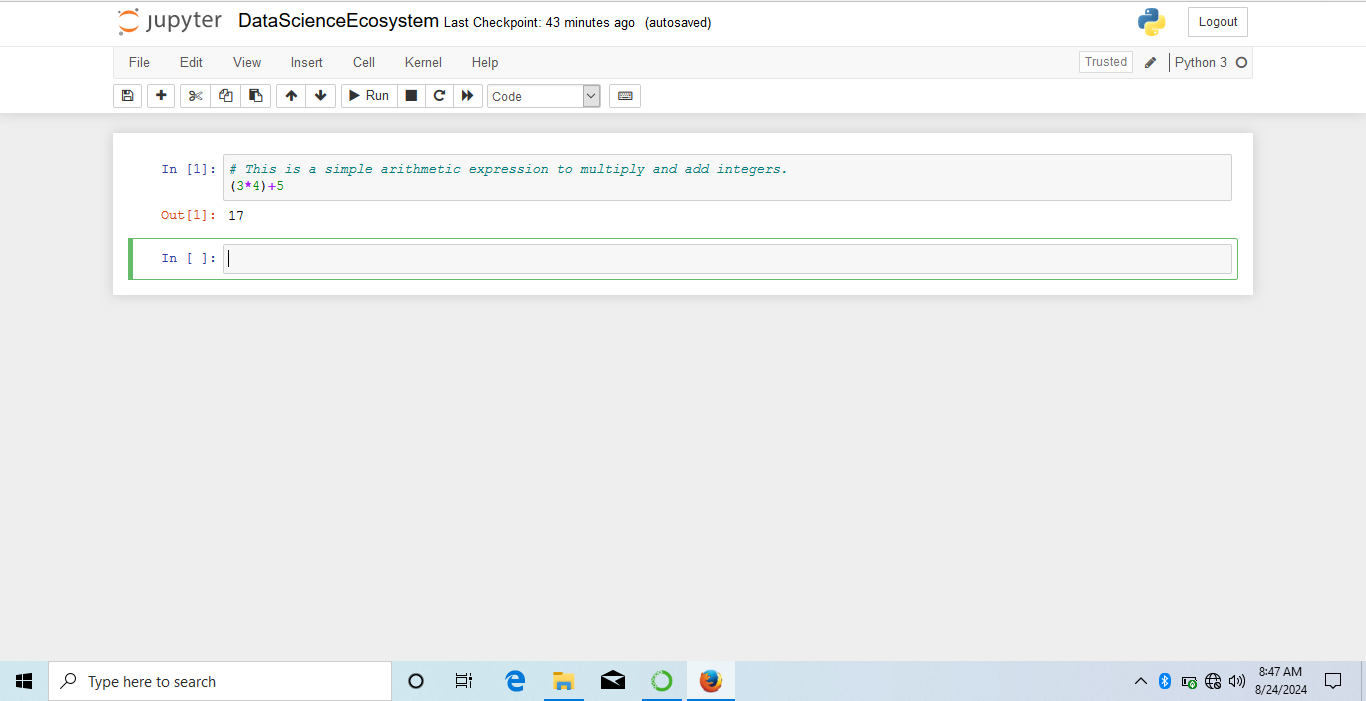 jupyter DataScienceEcosystem Last Checkpoint: 43 minutes ago (autosaved)
Logout
File Edit View Insert Cell Kernel Help
Trusted Python 3
Run Code
In [1]: # This is a simple arithmetic expression to multiply and add integers.
(3*4)+5
Out[1]: 17
In [ ]:
Type here to search
8:47 AM
8/24/2024